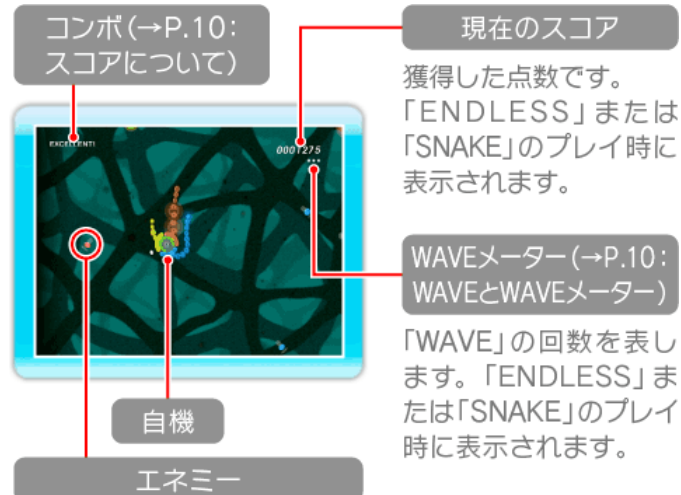 コンボ(→P.10:
スコアについて)
EXCELLENT!
0001275
自機
エネミー
現在のスコア
獲得した点数です。
「ENDLESS」または
「SNAKE」のプレイ時に
表示されます。
WAVEメーター(→P.10:
WAVEとWAVEメーター)
「WAVE」の回数を表し
ます。「ENDLESS」ま
たは「SNAKE」のプレイ
時に表示されます。